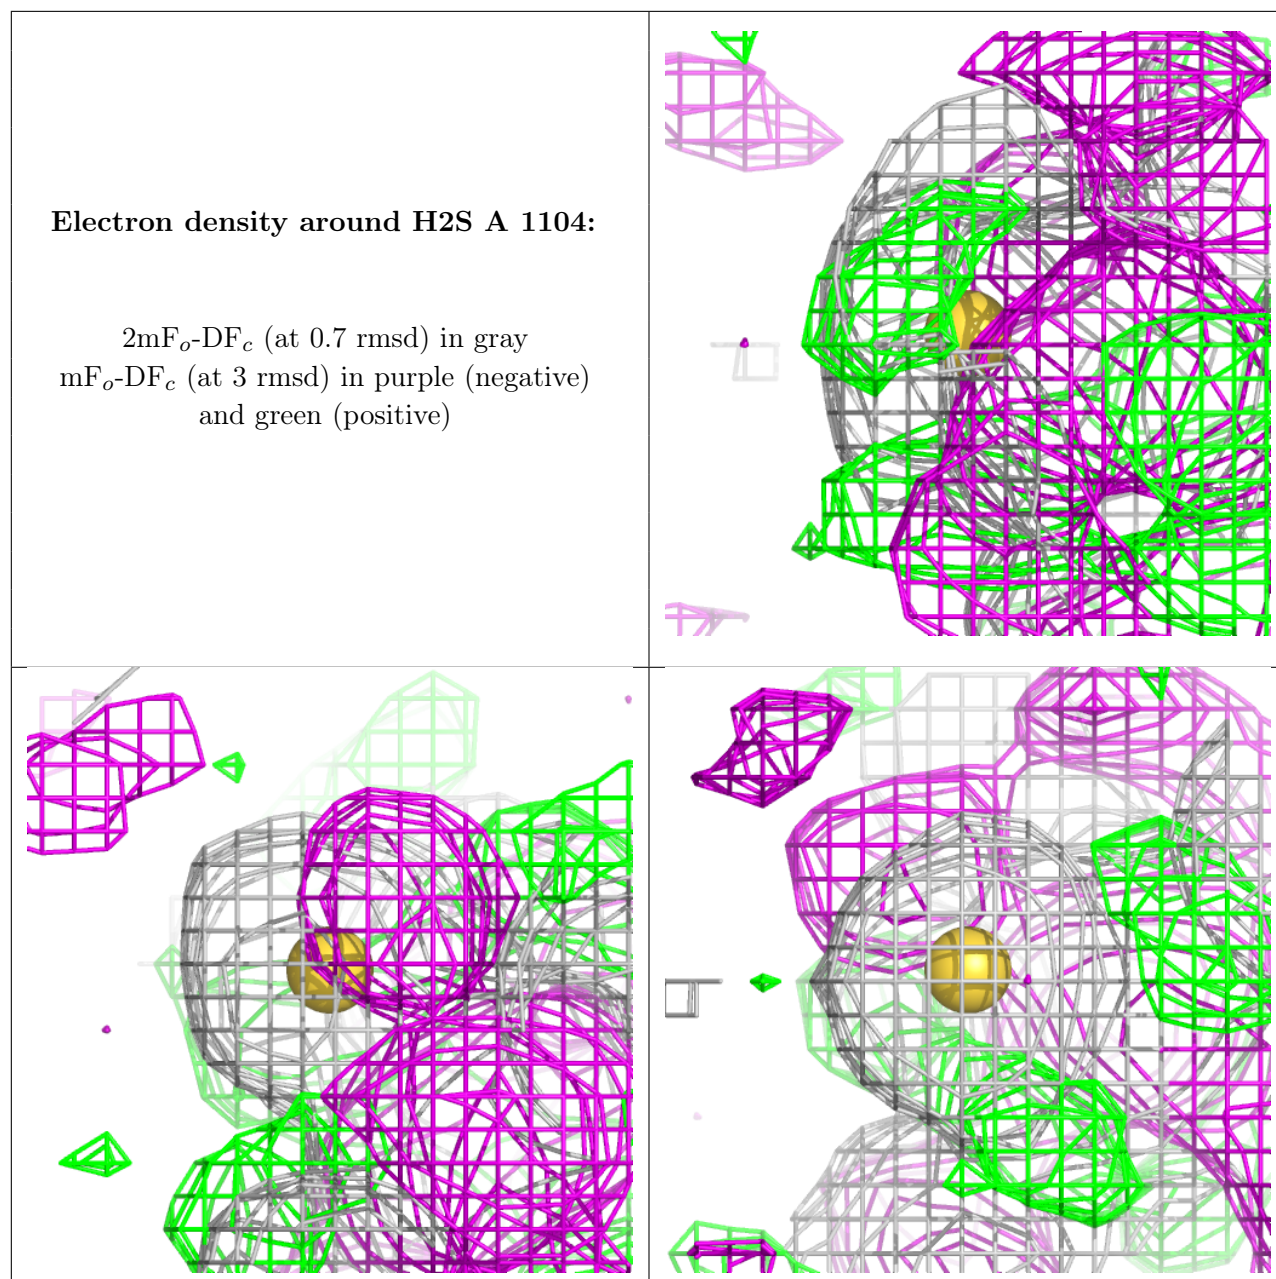 Electron density around H2S A 1104:
2mFₒ-DF𝒸 (at 0.7 rmsd) in gray
mFₒ-DF𝒸 (at 3 rmsd) in purple (negative)
and green (positive)